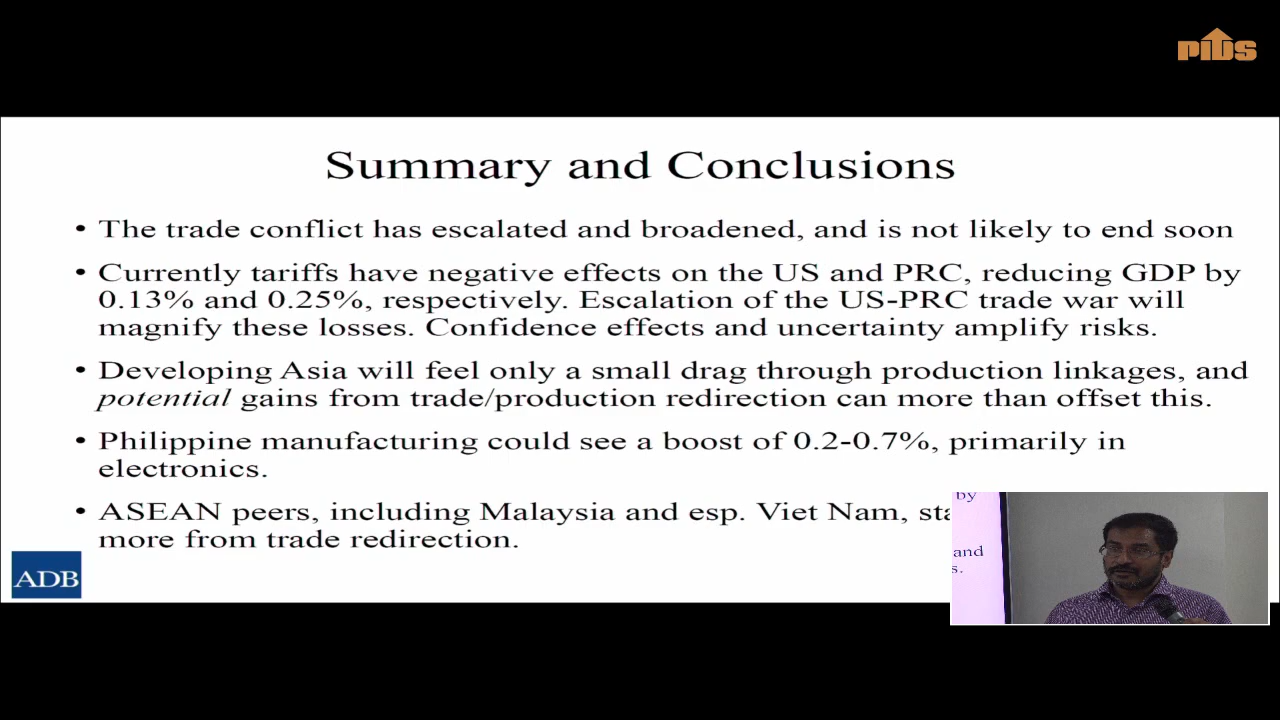 PIDS
Summary and Conclusions
• The trade conflict has escalated and broadened, and is not likely to end soon
• Currently tariffs have negative effects on the US and PRC, reducing GDP by
0.13% and 0.25%, respectively. Escalation of the US-PRC trade war will
magnify these losses. Confidence effects and uncertainty amplify risks.
• Developing Asia will feel only a small drag through production linkages, and
potential gains from trade/production redirection can more than offset this.
• Philippine manufacturing could see a boost of 0.2-0.7%, primarily in
electronics.
• ASEAN peers, including Malaysia and esp. Viet Nam, sta
more from trade redirection.
ADB
by
and
s.